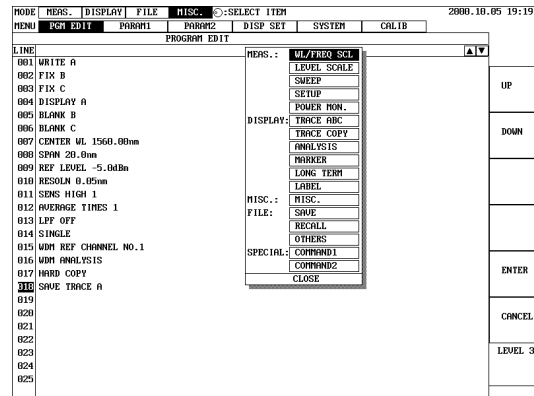 MODE MEAS. DISPLAY FILE MISC. :SELECT ITEM 2000.10.05 19:19
MENU PGM EDIT PARAM1 PARAM2 DISP SET SYSTEM CALIB
PROGRAM EDIT
LINE
001 WRITE A
002 FIX B
003 FIX C
004 DISPLAY A
005 BLANK B
006 BLANK C
007 CENTER WL 1560.00nm
008 SPAN 20.0nm
009 REF LEVEL -5.0dBm
010 RESOLN 0.05nm
011 SENS HIGH 1
012 AVERAGE TIMES 1
013 LPF OFF
014 SINGLE
015 WDM REF CHANNEL NO.1
016 WDM ANALYSIS
017 HARD COPY
018 SAVE TRACE A
019
020
021
022
023
024
025
MEAS.: WL/FREQ SCL
LEVEL SCALE
SWEEP
SETUP
POWER MON.
DISPLAY: TRACE ABC
TRACE COPY
ANALYSIS
MARKER
LONG TERM
LABEL
MISC.: MISC.
FILE: SAVE
RECALL
OTHERS
SPECIAL: COMMAND1
COMMAND2
CLOSE
▲ ▼
UP
DOWN
ENTER
CANCEL
LEVEL 3